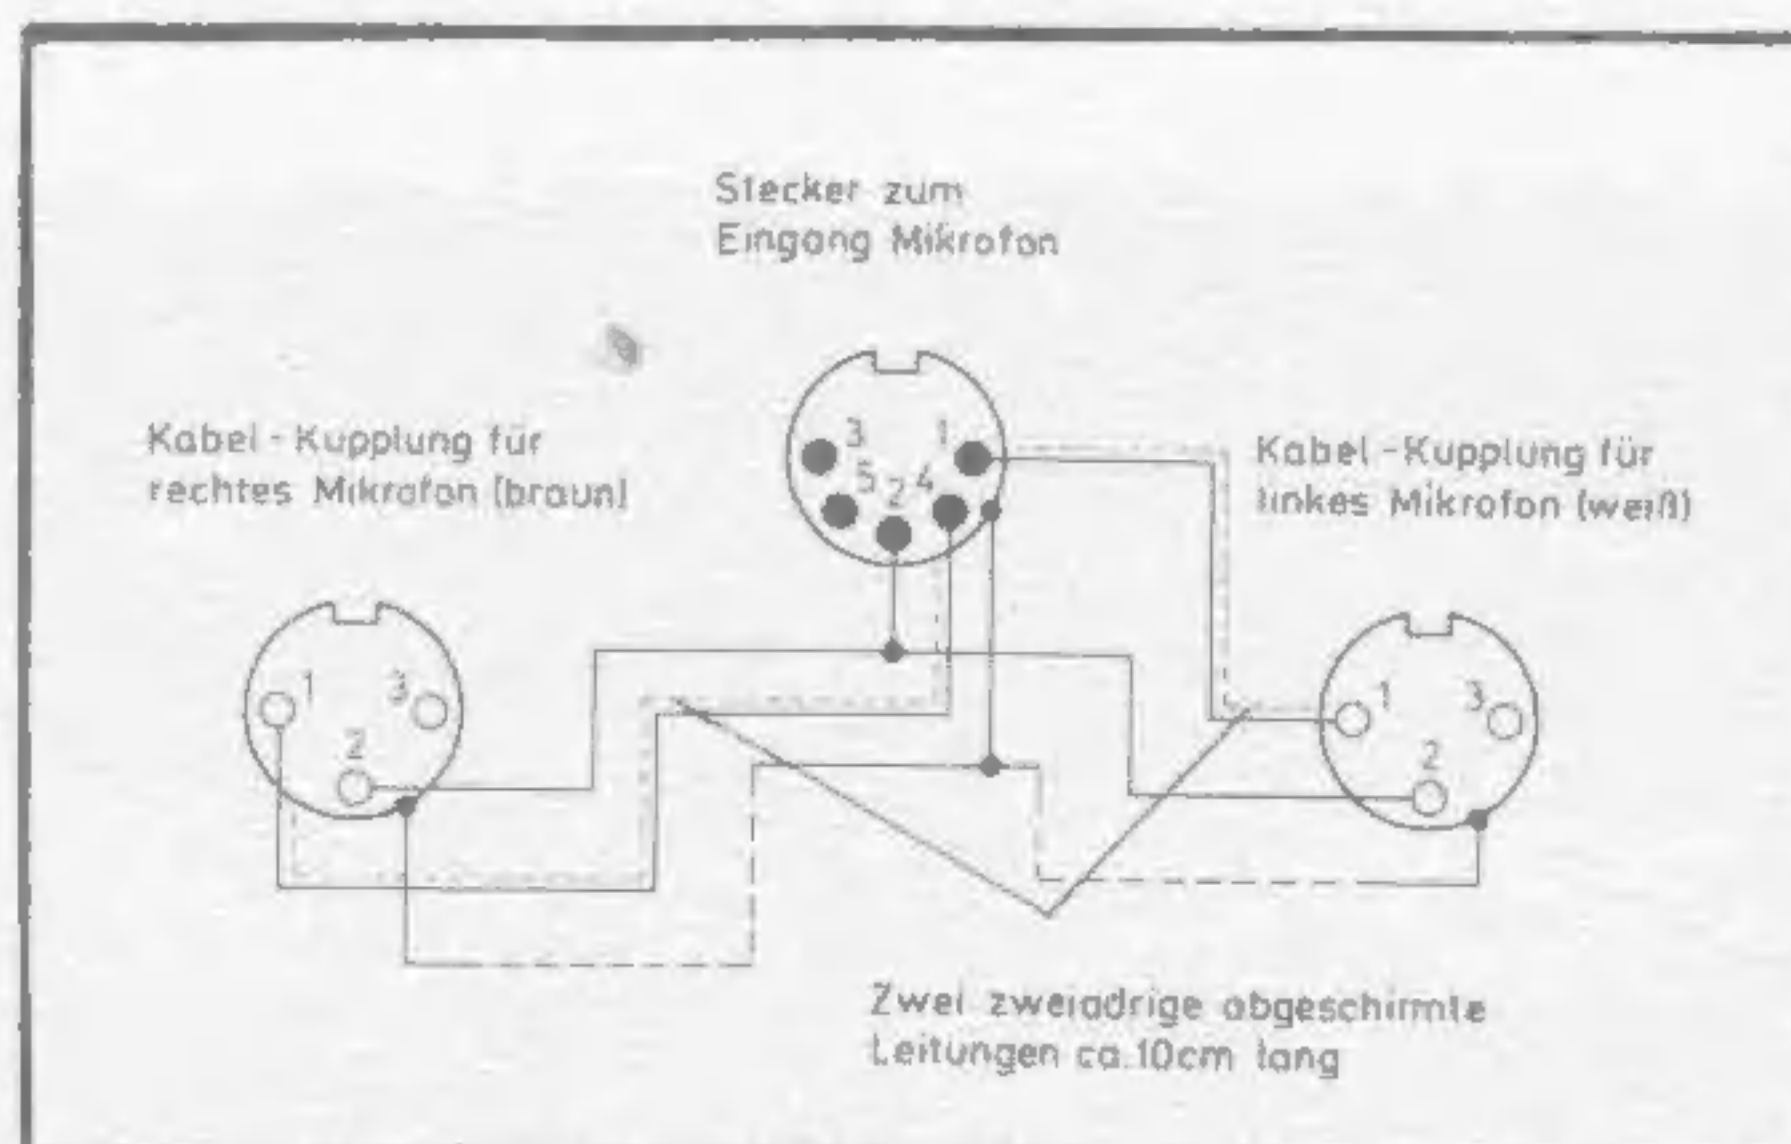 Stecker zum
Eingang Mikrofon
Kabel-Kupplung für
rechtes Mikrofon (braun)
3 1
5 2 4
Kabel-Kupplung für
linkes Mikrofon (weiß)
1 3
2
1 3
2
Zwei zweiadrige abgeschirmte
Leitungen ca. 10cm lang